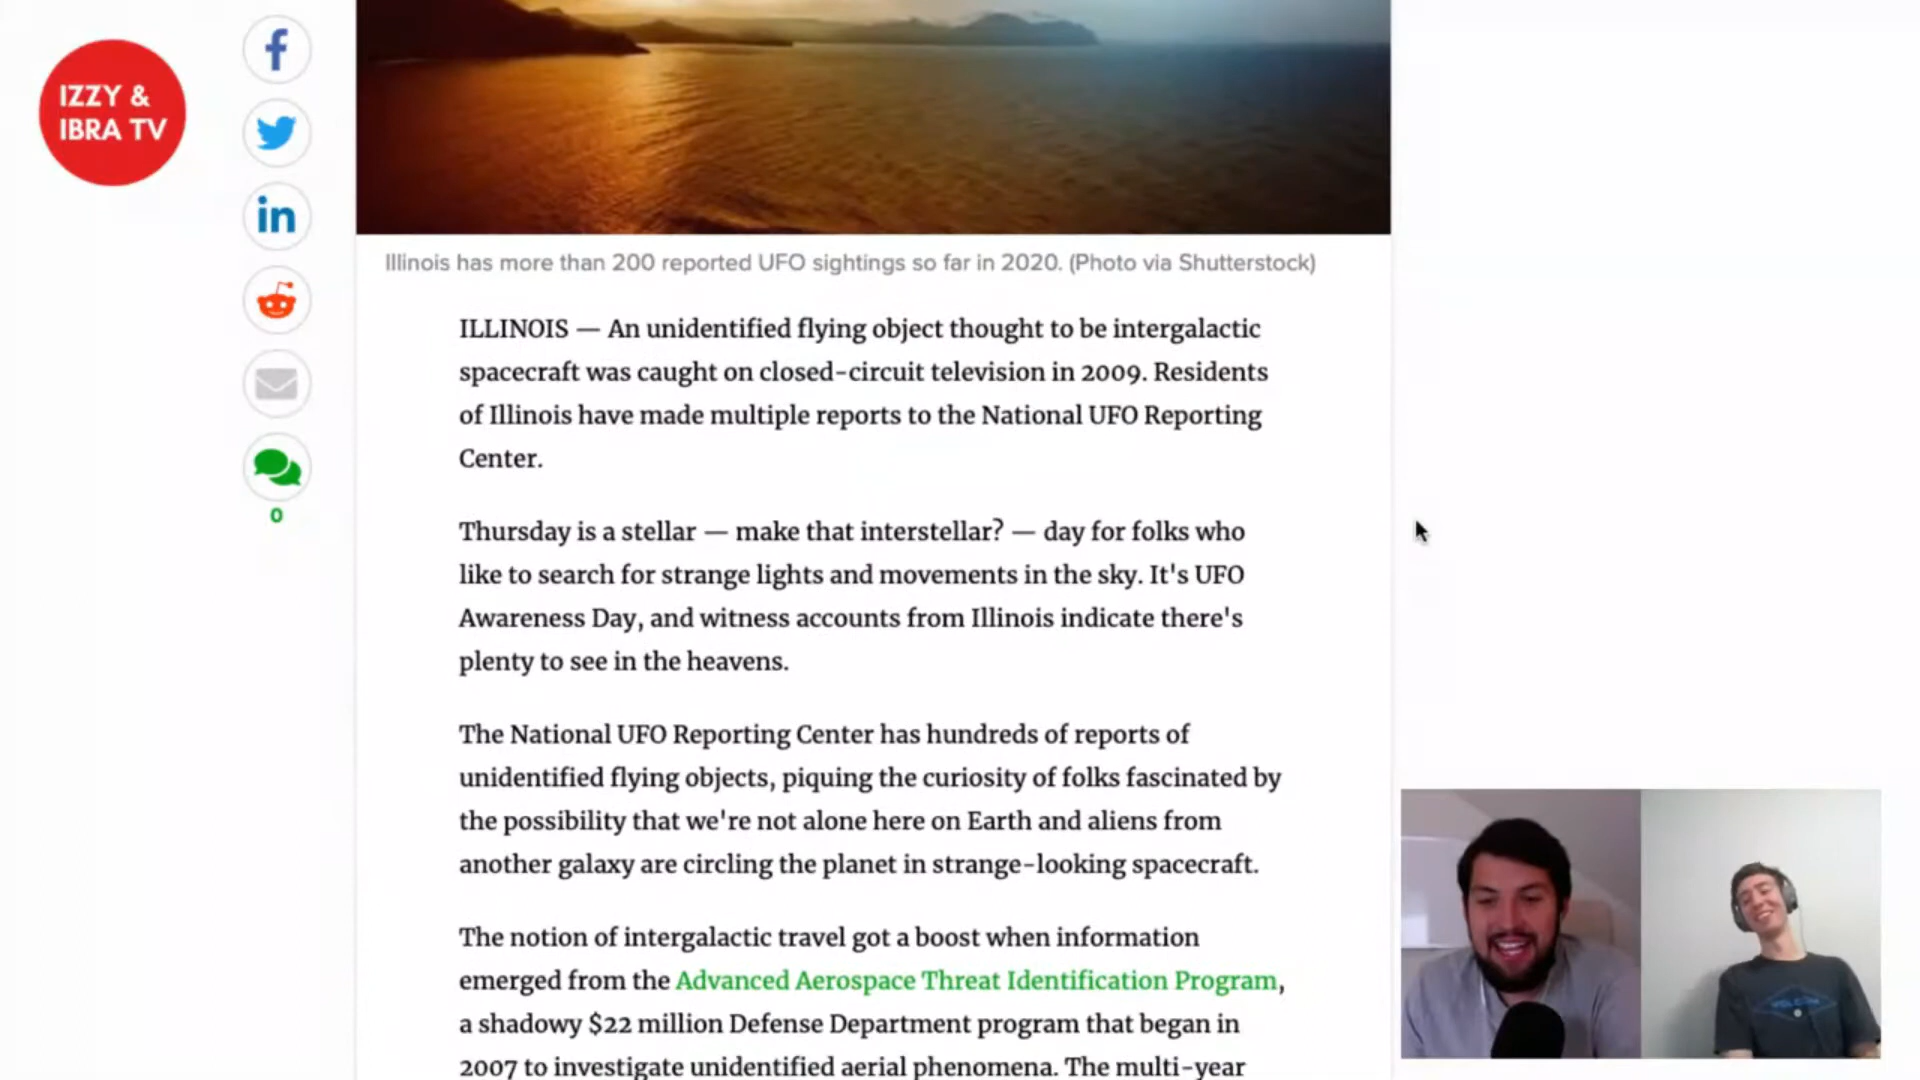 IZZY &
IBRA TV
0
Illinois has more than 200 reported UFO sightings so far in 2020. (Photo via Shutterstock)
ILLINOIS — An unidentified flying object thought to be intergalactic
spacecraft was caught on closed-circuit television in 2009. Residents
of Illinois have made multiple reports to the National UFO Reporting
Center.
Thursday is a stellar — make that interstellar? — day for folks who
like to search for strange lights and movements in the sky. It's UFO
Awareness Day, and witness accounts from Illinois indicate there's
plenty to see in the heavens.
The National UFO Reporting Center has hundreds of reports of
unidentified flying objects, piquing the curiosity of folks fascinated by
the possibility that we're not alone here on Earth and aliens from
another galaxy are circling the planet in strange-looking spacecraft.
The notion of intergalactic travel got a boost when information
emerged from the Advanced Aerospace Threat Identification Program,
a shadowy $22 million Defense Department program that began in
2007 to investigate unidentified aerial phenomena. The multi-year